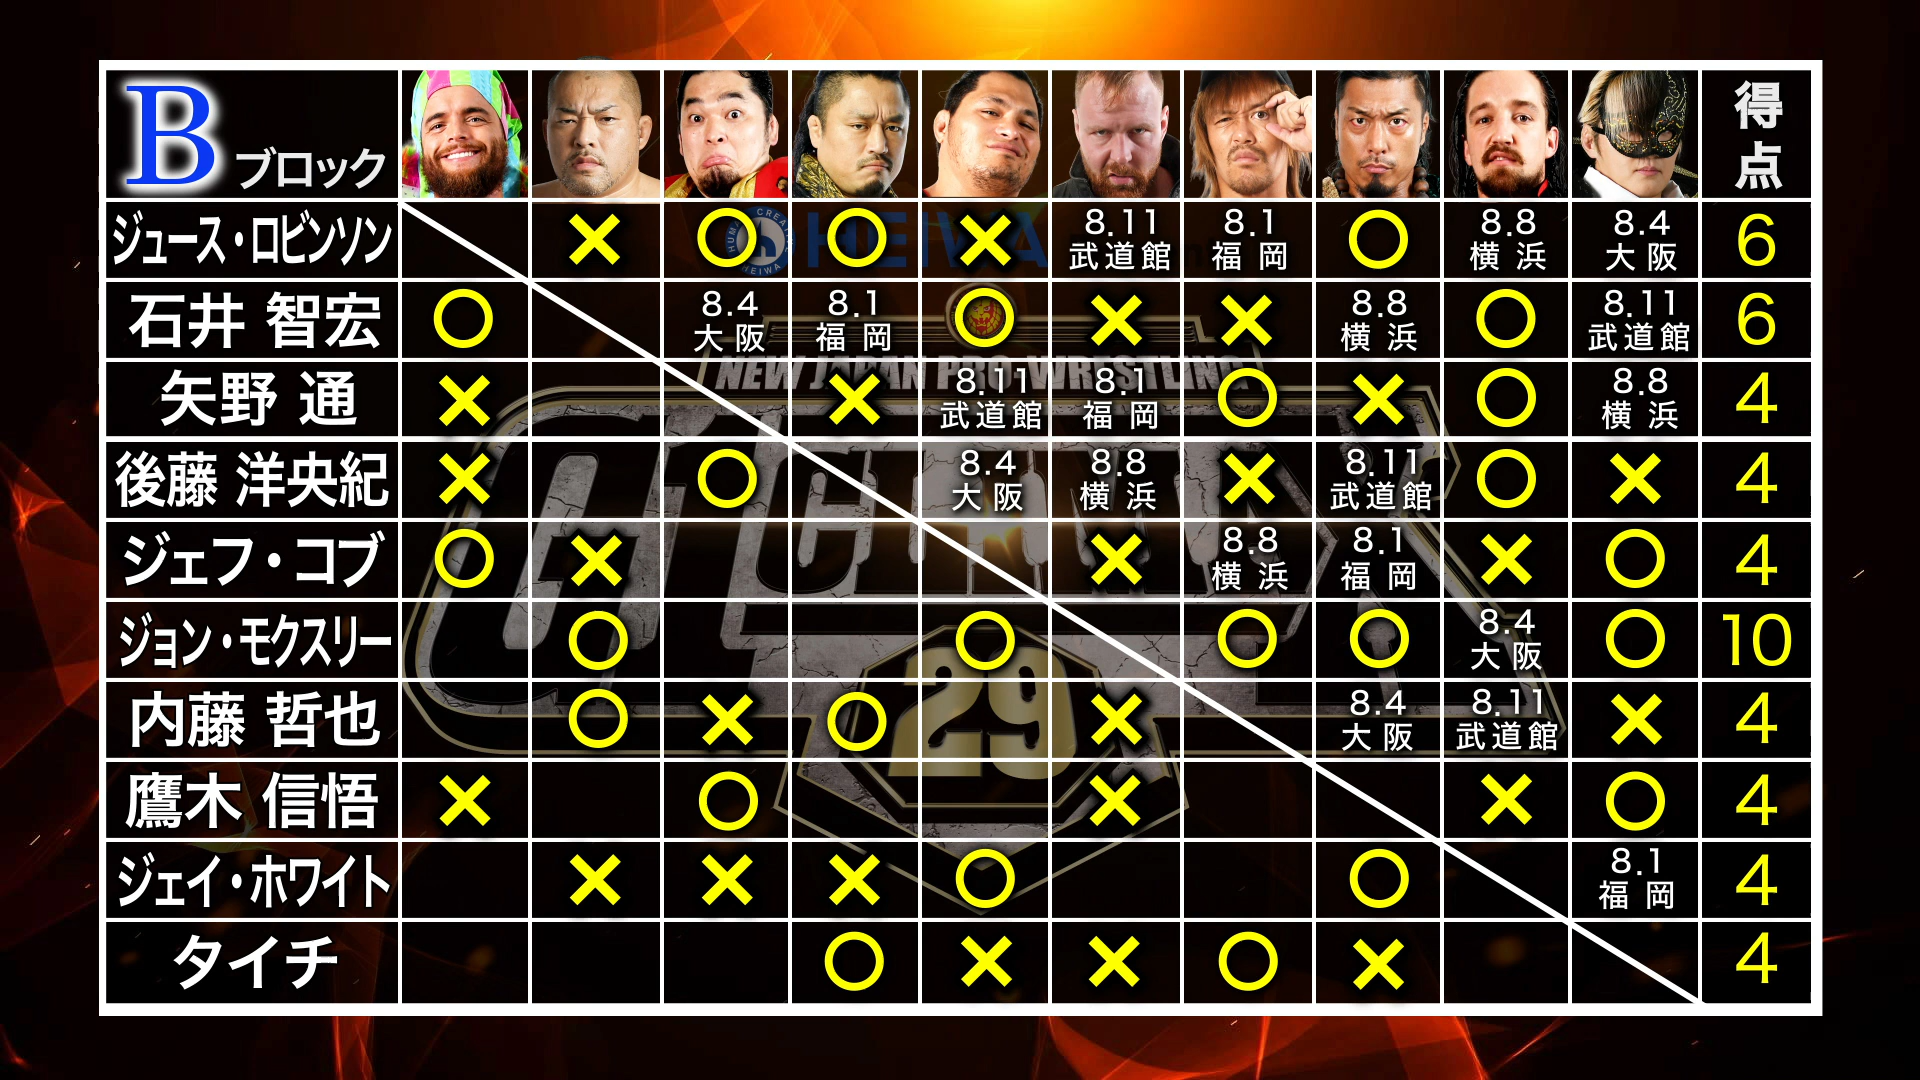 B ブロック 得点
ジュース・ロビンソン × ○ ○ × 8.11 武道館 8.1 福岡 ○ 8.8 横浜 8.4 大阪 6
石井 智宏 ○ 8.4 大阪 8.1 福岡 ○ × × 8.8 横浜 ○ 8.11 武道館 6
矢野 通 × × 8.11 武道館 8.1 福岡 ○ × ○ 8.8 横浜 4
後藤 洋央紀 × ○ 8.4 大阪 8.8 横浜 × 8.11 武道館 ○ × 4
ジェフ・コブ ○ × × 8.8 横浜 8.1 福岡 × ○ 4
ジョン・モクスリー ○ ○ ○ ○ 8.4 大阪 ○ 10
内藤 哲也 ○ × ○ × 8.4 大阪 8.11 武道館 × 4
鷹木 信悟 × ○ × × ○ 4
ジェイ・ホワイト × × × ○ ○ 8.1 福岡 4
タイチ ○ × × ○ × 4
HEIWA
NEW JAPAN PRO-WRESTLING
G1 CLIMAX
29